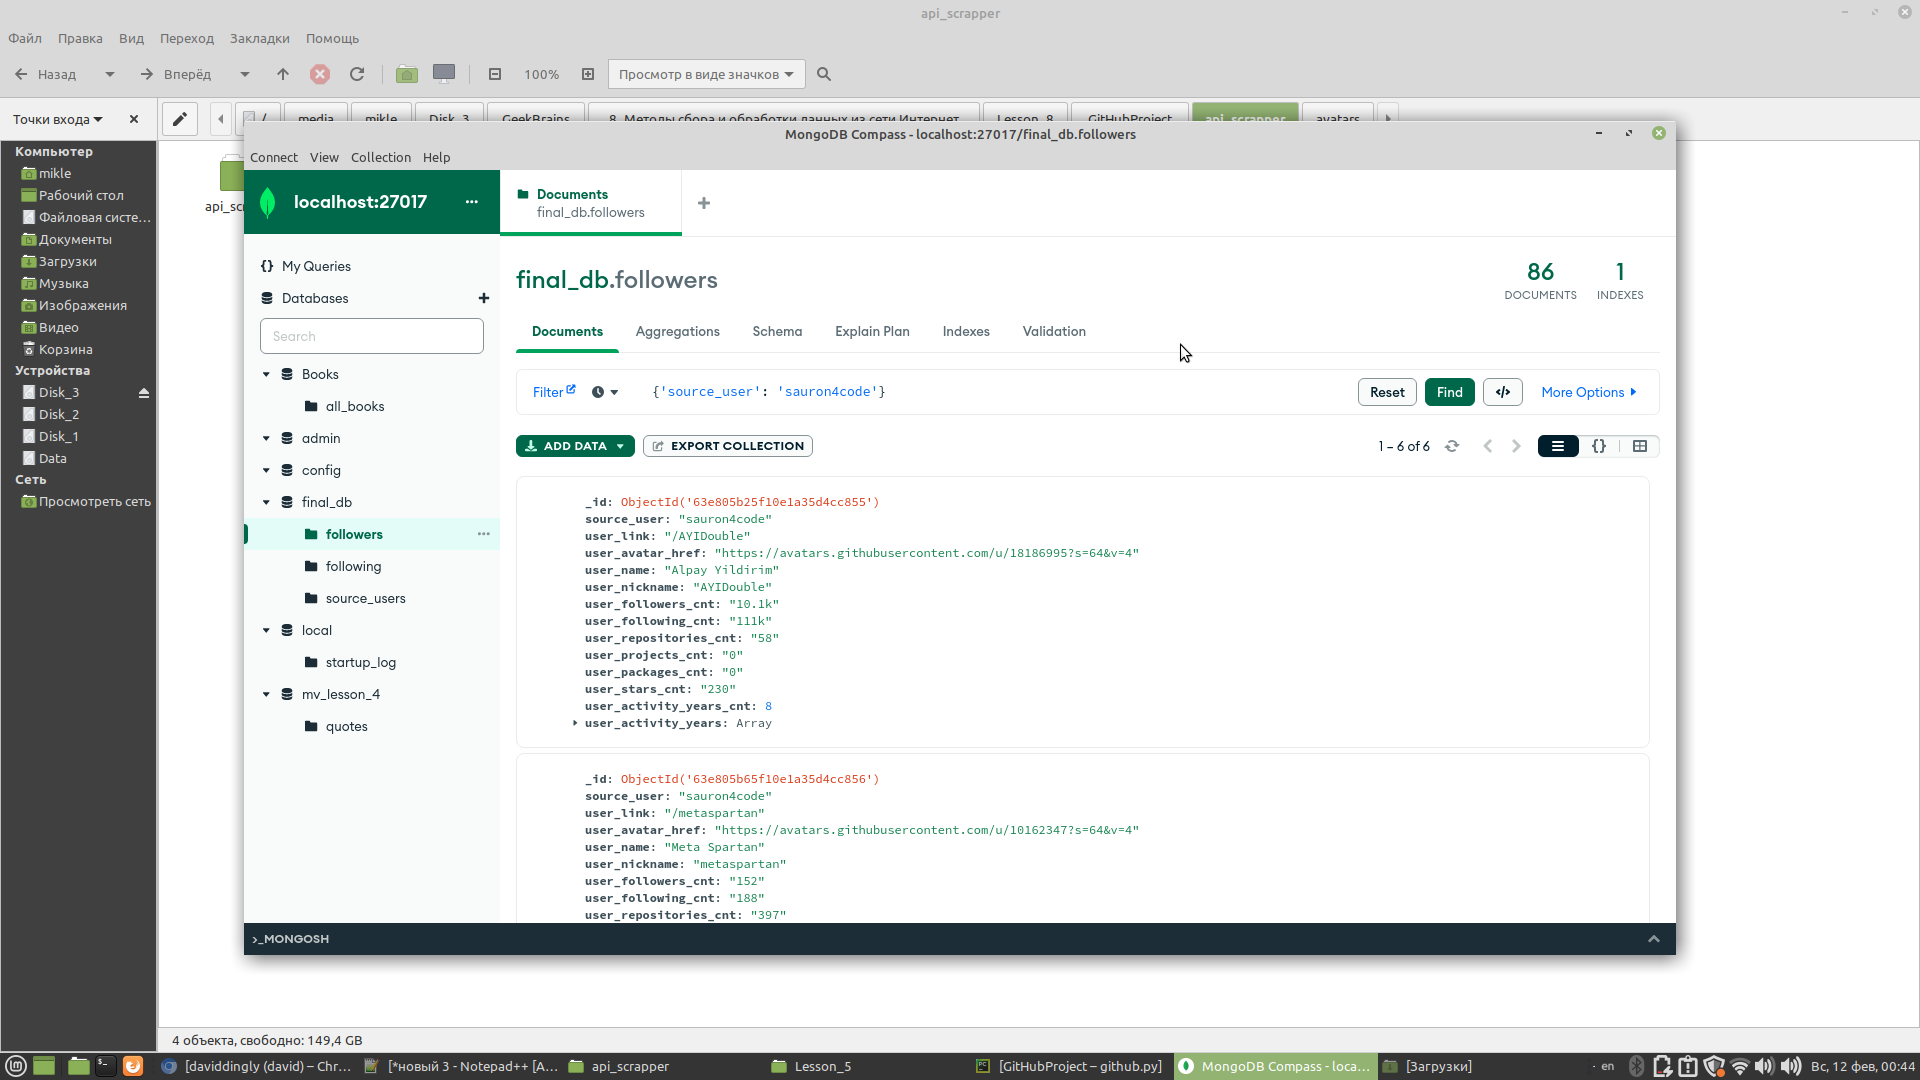 api_scrapper
Файл Правка Вид Переход Закладки Помощь
Назад Вперёд 100% Просмотр в виде значков
Точки входа / media mikle Disk_3 GeekBrains 8. Методы сбора и обработки данных из сети Интернет Lesson_8 GitHubProject api_scrapper avatars
Компьютер
mikle
Рабочий стол
Файловая систе...
Документы
Загрузки
Музыка
Изображения
Видео
Корзина
Устройства
Disk_3
Disk_2
Disk_1
Data
Сеть
Просмотреть сеть
api_sc
MongoDB Compass - localhost:27017/final_db.followers
Connect View Collection Help
localhost:27017 ...
Documents
final_db.followers
{} My Queries
Databases +
Search
Books
all_books
admin
config
final_db
followers ...
following
source_users
local
startup_log
mv_lesson_4
quotes
final_db.followers
86 DOCUMENTS
1 INDEXES
Documents Aggregations Schema Explain Plan Indexes Validation
Filter {'source_user': 'sauron4code'} Reset Find </> More Options
ADD DATA EXPORT COLLECTION 1 – 6 of 6 {}
_id: ObjectId('63e805b25f10e1a35d4cc855')
source_user: "sauron4code"
user_link: "/AYIDouble"
user_avatar_href: "https://avatars.githubusercontent.com/u/18186995?s=64&v=4"
user_name: "Alpay Yildirim"
user_nickname: "AYIDouble"
user_followers_cnt: "10.1k"
user_following_cnt: "111k"
user_repositories_cnt: "58"
user_projects_cnt: "0"
user_packages_cnt: "0"
user_stars_cnt: "230"
user_activity_years_cnt: 8
user_activity_years: Array
_id: ObjectId('63e805b65f10e1a35d4cc856')
source_user: "sauron4code"
user_link: "/metaspartan"
user_avatar_href: "https://avatars.githubusercontent.com/u/10162347?s=64&v=4"
user_name: "Meta Spartan"
user_nickname: "metaspartan"
user_followers_cnt: "152"
user_following_cnt: "188"
user_repositories_cnt: "397"
>_MONGOSH
4 объекта, свободно: 149,4 GB
[daviddingly (david) – Chr... [*новый 3 - Notepad++ [A... api_scrapper Lesson_5 [GitHubProject – github.py] MongoDB Compass - loca... [Загрузки] en Вс, 12 фев, 00:44